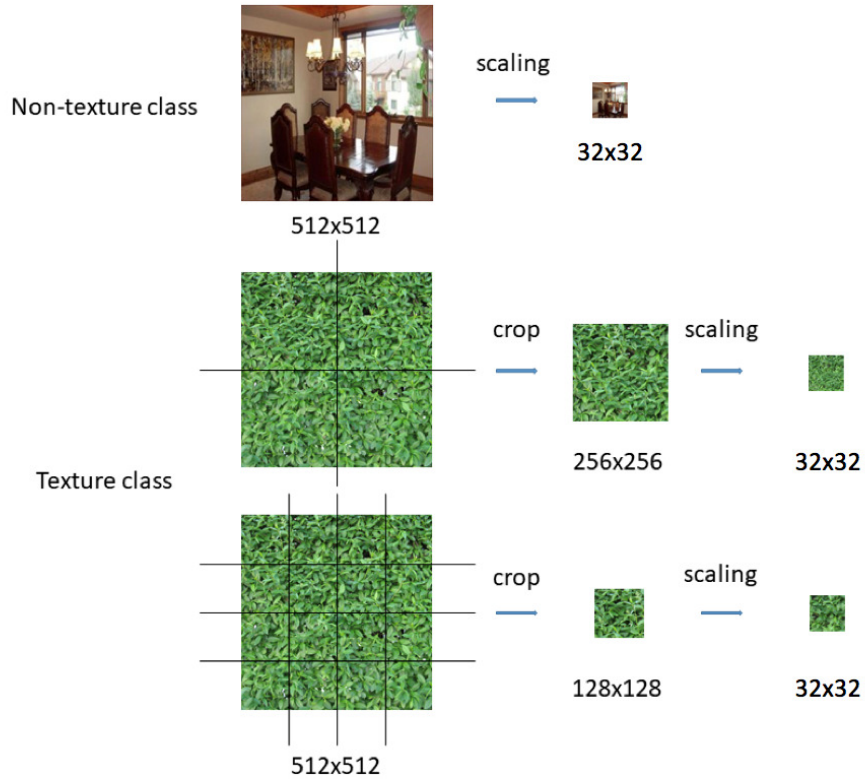 Non-texture class
scaling
32x32
512x512
crop
scaling
256x256
32x32
Texture class
crop
scaling
128x128
32x32
512x512